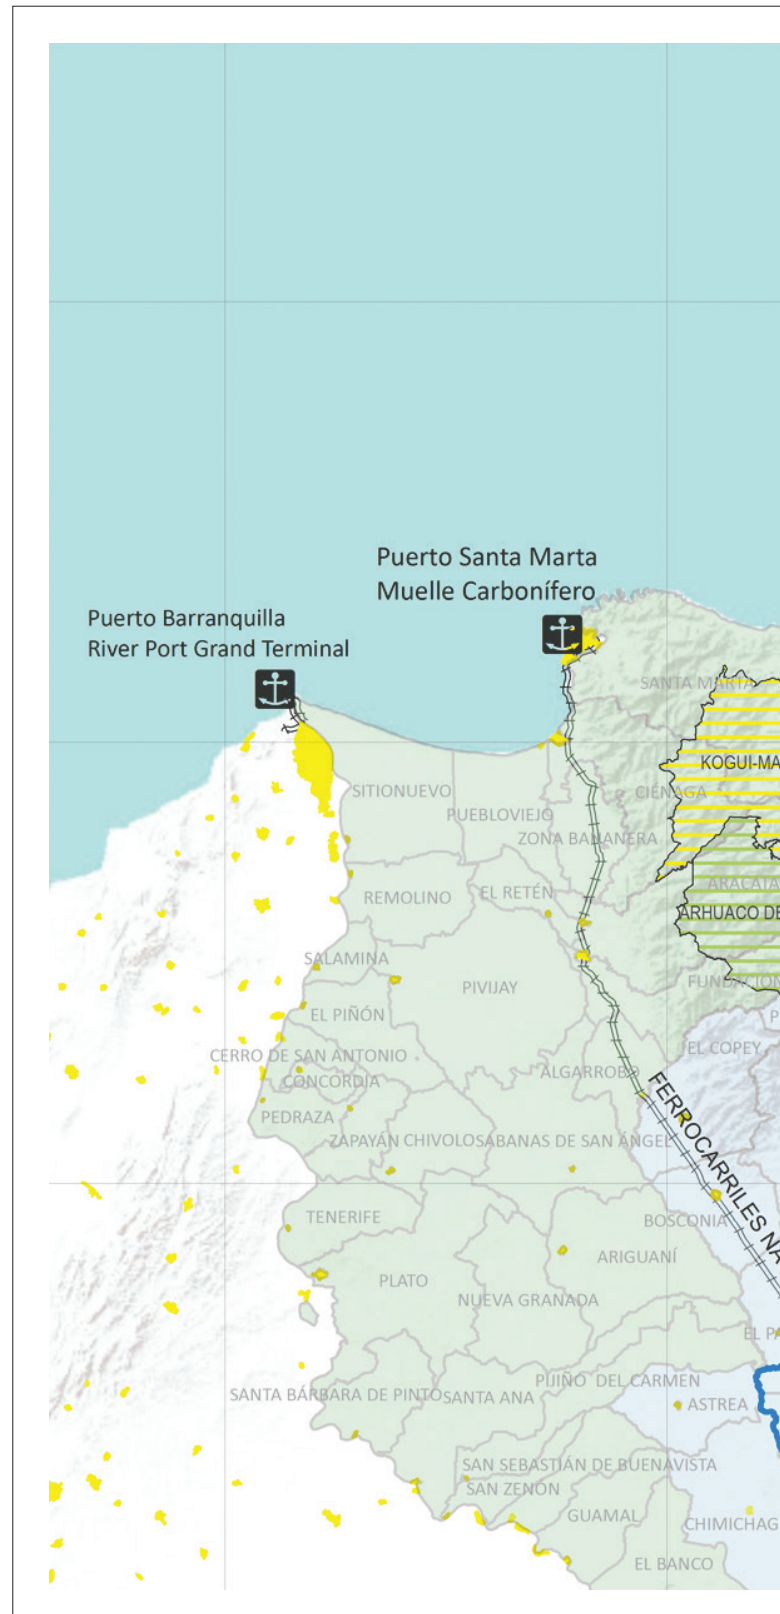 Puerto Santa Marta
Muelle Carbonífero
Puerto Barranquilla
River Port Grand Terminal
SANTA MARTA
KOGUI-MA
CIÉNAGA
SITIONUEVO
PUEBLOVIEJO
ZONA BANANERA
ARACATA
REMOLINO
EL RETÉN
ARHUACO DE
SALAMINA
PIVIJAY
FUNDACIÓN
EL PIÑÓN
P
EL COPEY
CERRO DE SAN ANTONIO
CONCORDIA
ALGARROBO
PEDRAZA
ZAPAYÁN
CHIVOLO
SABANAS DE SAN ÁNGEL
FERROCARRILES NA
TENERIFE
BOSCONIA
ARIGUANÍ
PLATO
NUEVA GRANADA
EL PA
PIJIÑO DEL CARMEN
SANTA BÁRBARA DE PINTO
SANTA ANA
ASTREA
SAN SEBASTIÁN DE BUENAVISTA
SAN ZENÓN
GUAMAL
CHIMICHAG
EL BANCO